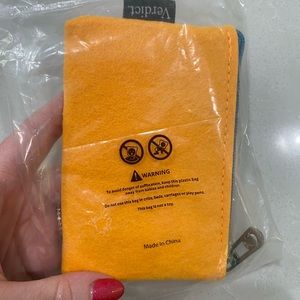 Verdict.
WARNING
To avoid danger of suffocation, keep this plastic bag
away from babies and children.
Do not use this bag in cribs, beds, carriages or play pens.
This bag is not a toy.
Made in China